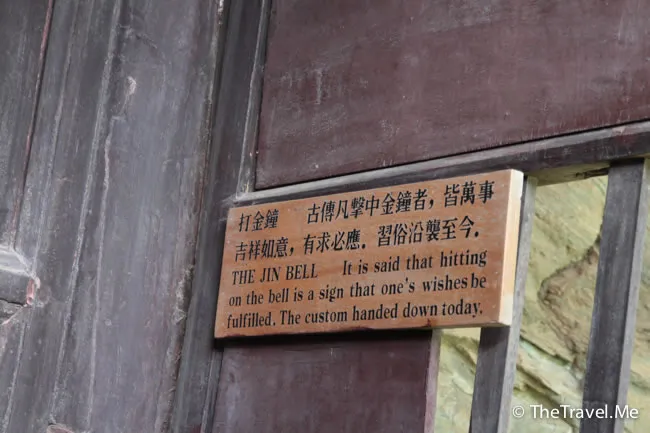 打金鐘 古傳凡擊中金鐘者，皆萬事
吉祥如意，有求必應．習俗沿襲至今．
THE JIN BELL It is said that hitting
on the bell is a sign that one's wishes be
fulfilled. The custom handed down today.
© TheTravel.Me